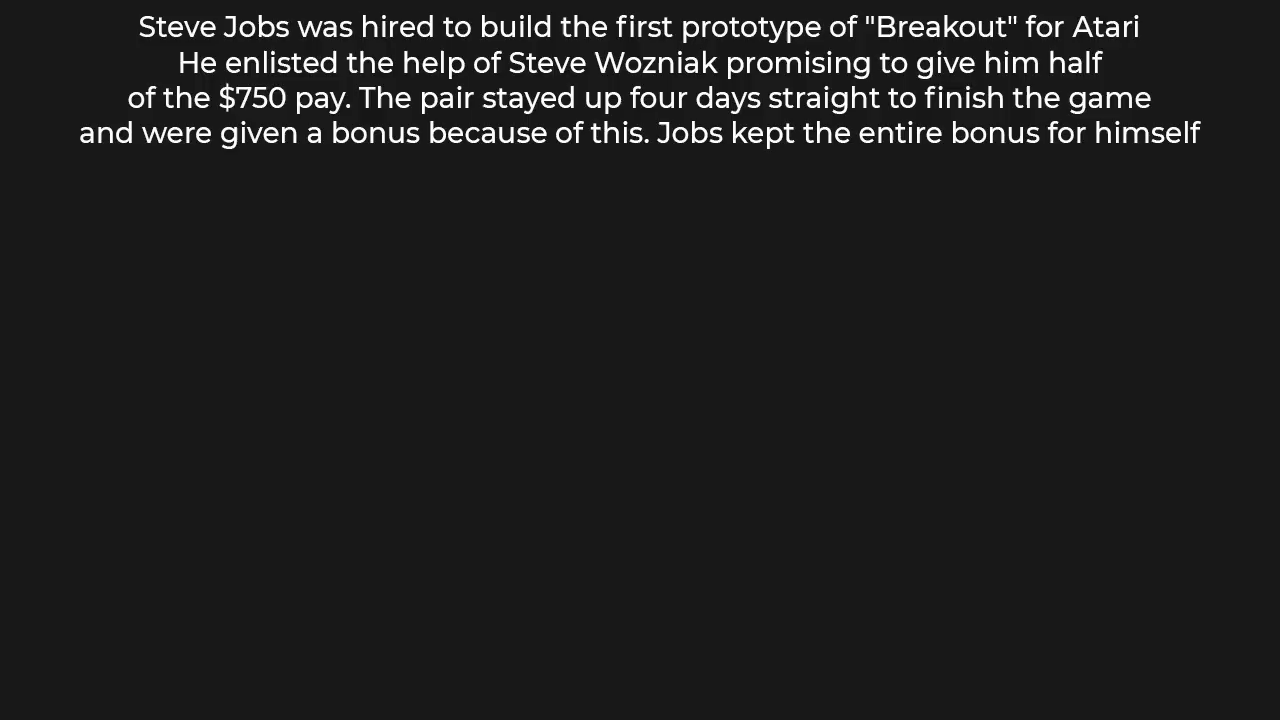 Steve Jobs was hired to build the first prototype of "Breakout" for Atari
He enlisted the help of Steve Wozniak promising to give him half
of the $750 pay. The pair stayed up four days straight to finish the game
and were given a bonus because of this. Jobs kept the entire bonus for himself